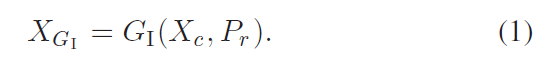 X_{G_I} = G_I(X_c, P_r). (1)